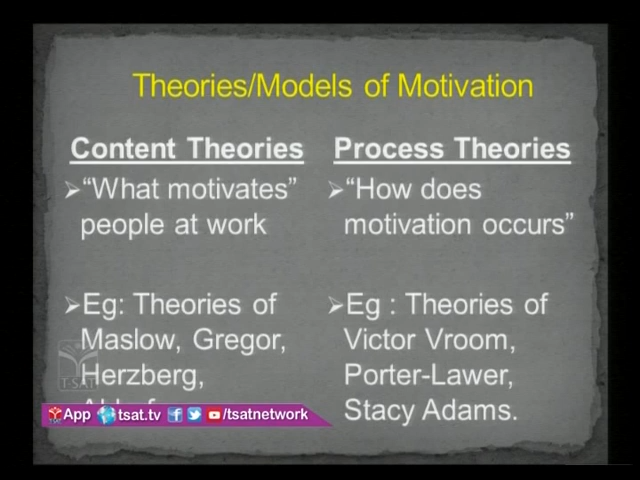 Theories/Models of Motivation
Content Theories
"What motivates"
people at work
Eg: Theories of
Maslow, Gregor,
Herzberg,
Process Theories
"How does
motivation occurs"
Eg : Theories of
Victor Vroom,
Porter-Lawer,
Stacy Adams.
T-SAT
App tsat.tv /tsatnetwork